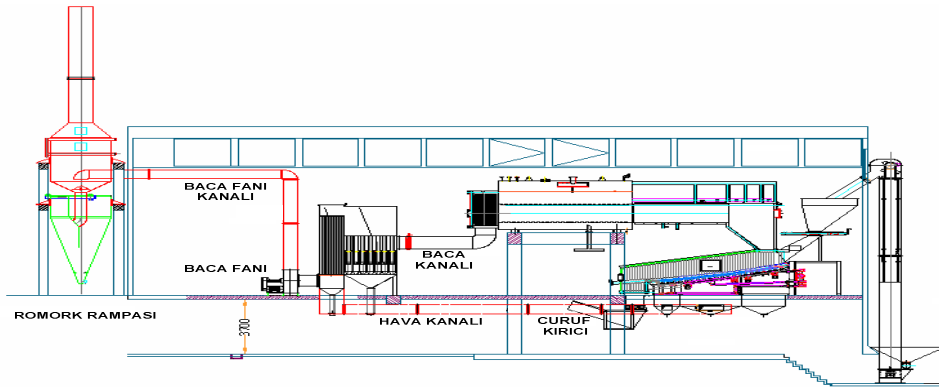 BACA FANI
KANALI
BACA FANI
BACA
KANALI
ROMORK RAMPASI
3700
HAVA KANALI
CURUF
KIRICI